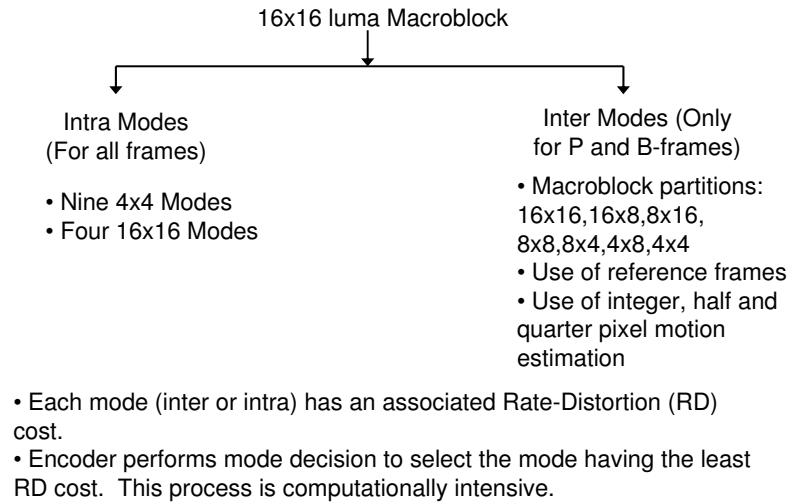 16x16 luma Macroblock
Intra Modes
(For all frames)
• Nine 4x4 Modes
• Four 16x16 Modes
Inter Modes (Only
for P and B-frames)
• Macroblock partitions:
16x16,16x8,8x16,
8x8,8x4,4x8,4x4
• Use of reference frames
• Use of integer, half and
quarter pixel motion
estimation
• Each mode (inter or intra) has an associated Rate-Distortion (RD)
cost.
• Encoder performs mode decision to select the mode having the least
RD cost.  This process is computationally intensive.